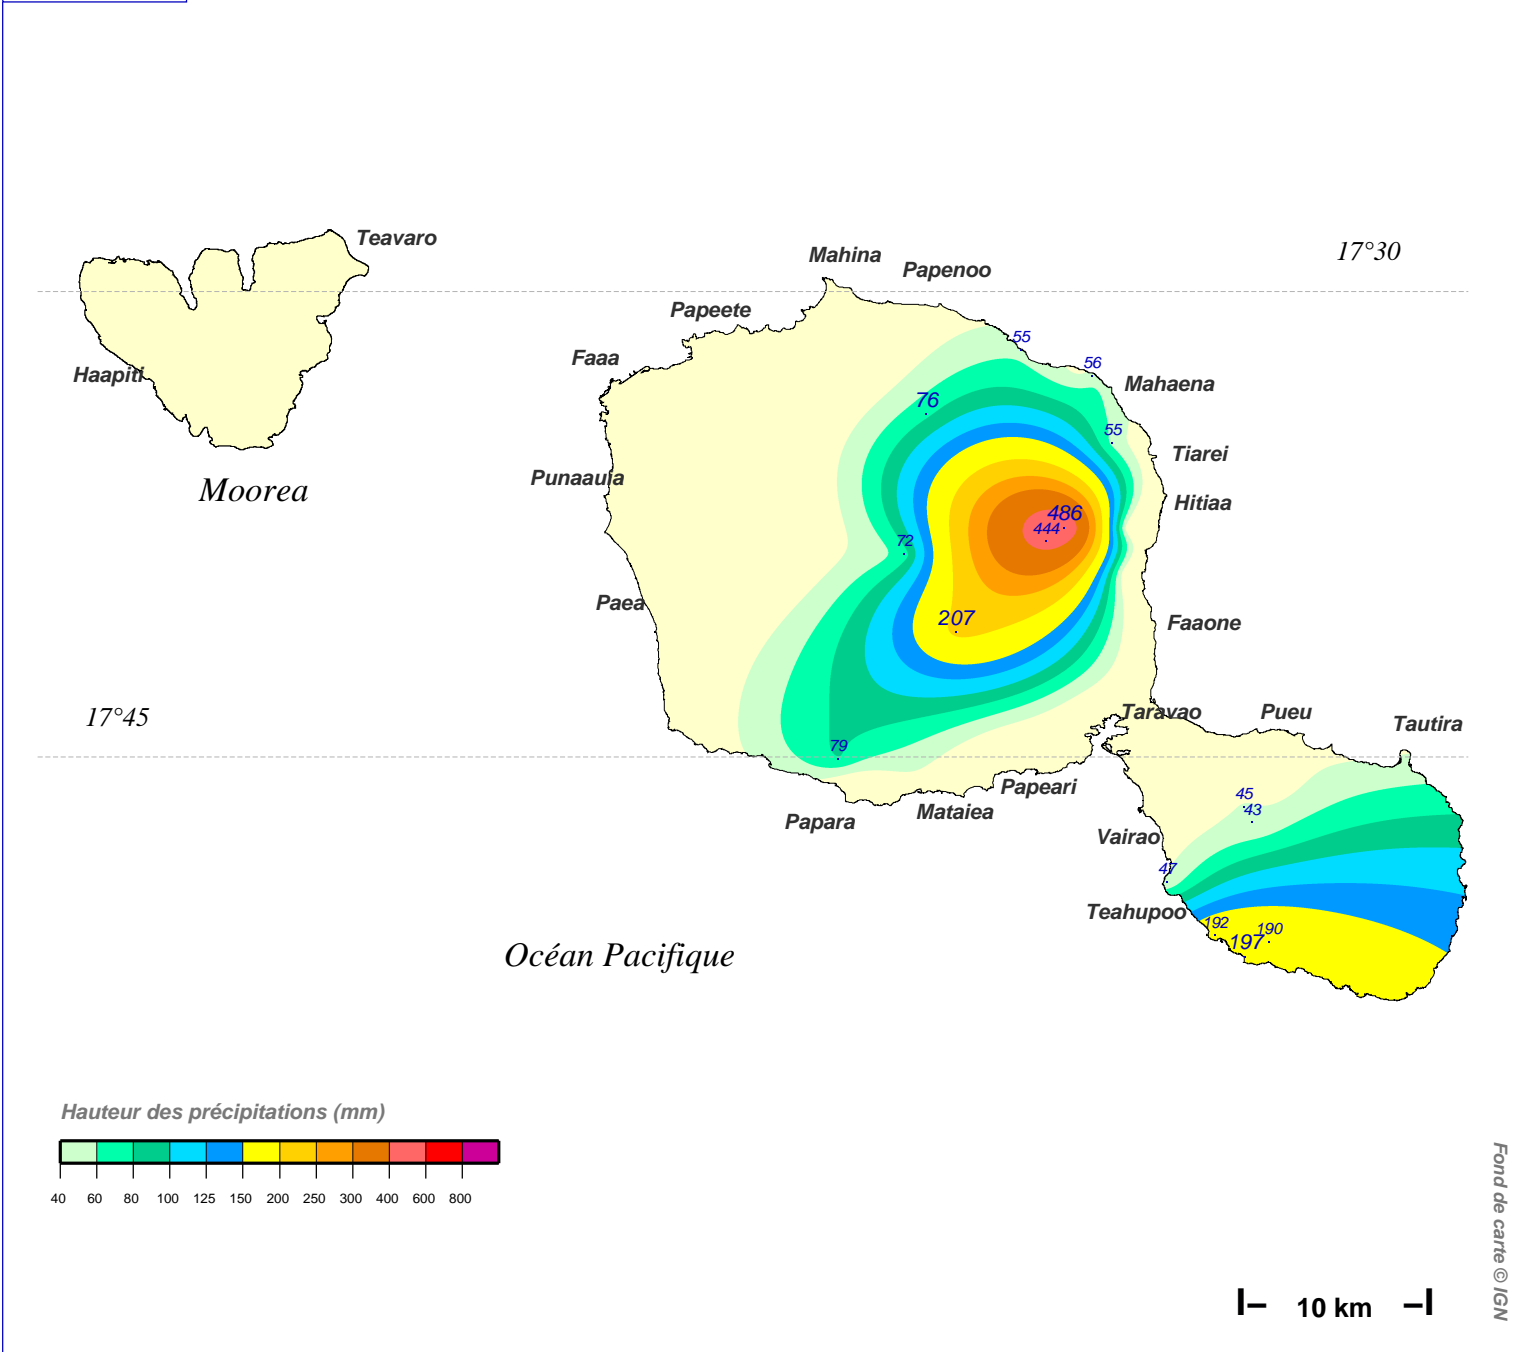 Teavaro
17°30
Mahina
Papenoo
Papeete
55
Faaa
56
Haapiti
Mahaena
76
55
Tiarei
Punaauia
Moorea
Hitiaa
486
444
72
Paea
207
Faaone
17°45
Taravao
Pueu
Tautira
79
Papeari
45
43
Mataiea
Papara
Vairao
47
Teahupoo
192
190
197
Océan Pacifique
Hauteur des précipitations (mm)
40 60 80 100 125 150 200 250 300 400 600 800
Fond de carte © IGN
10 km